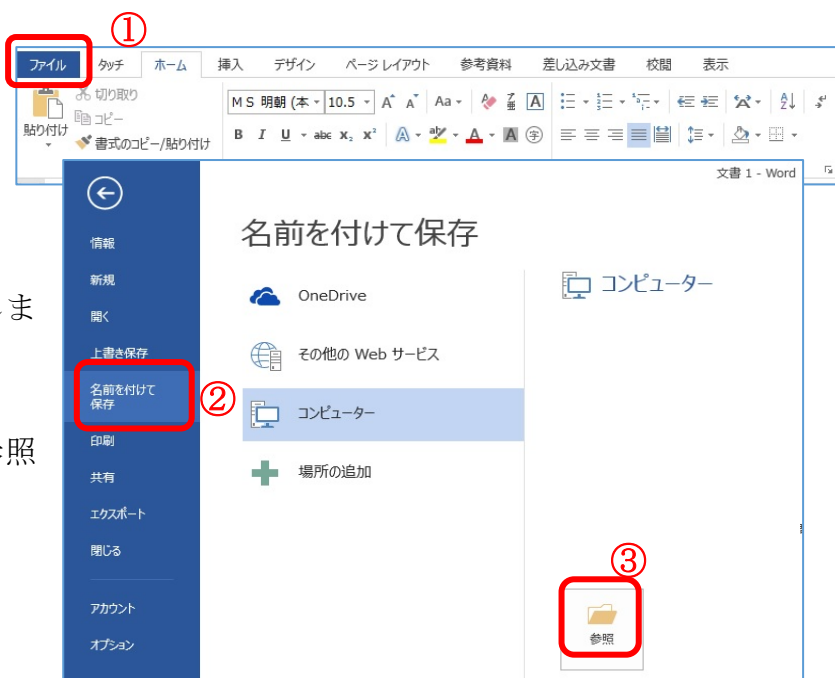 ①
ファイル タッチ ホーム 挿入 デザイン ページ レイアウト 参考資料 差し込み文書 校閲 表示
切り取り
コピー
書式のコピー/貼り付け
貼り付け
ＭＳ 明朝 (本 10.5 A A Aa A
B I U abc x₂ x² A aby A A 字
文書 1 - Word
名前を付けて保存
情報
新規
開く
上書き保存
名前を付けて
保存
②
印刷
共有
エクスポート
閉じる
アカウント
オプション
OneDrive
その他の Web サービス
コンピューター
場所の追加
コンピューター
③
参照
ま
照